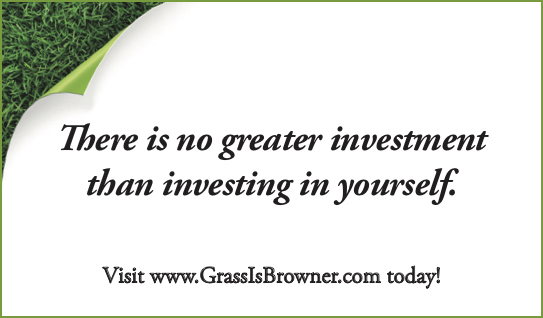 There is no greater investment
than investing in yourself.
Visit www.GrassIsBrowner.com today!